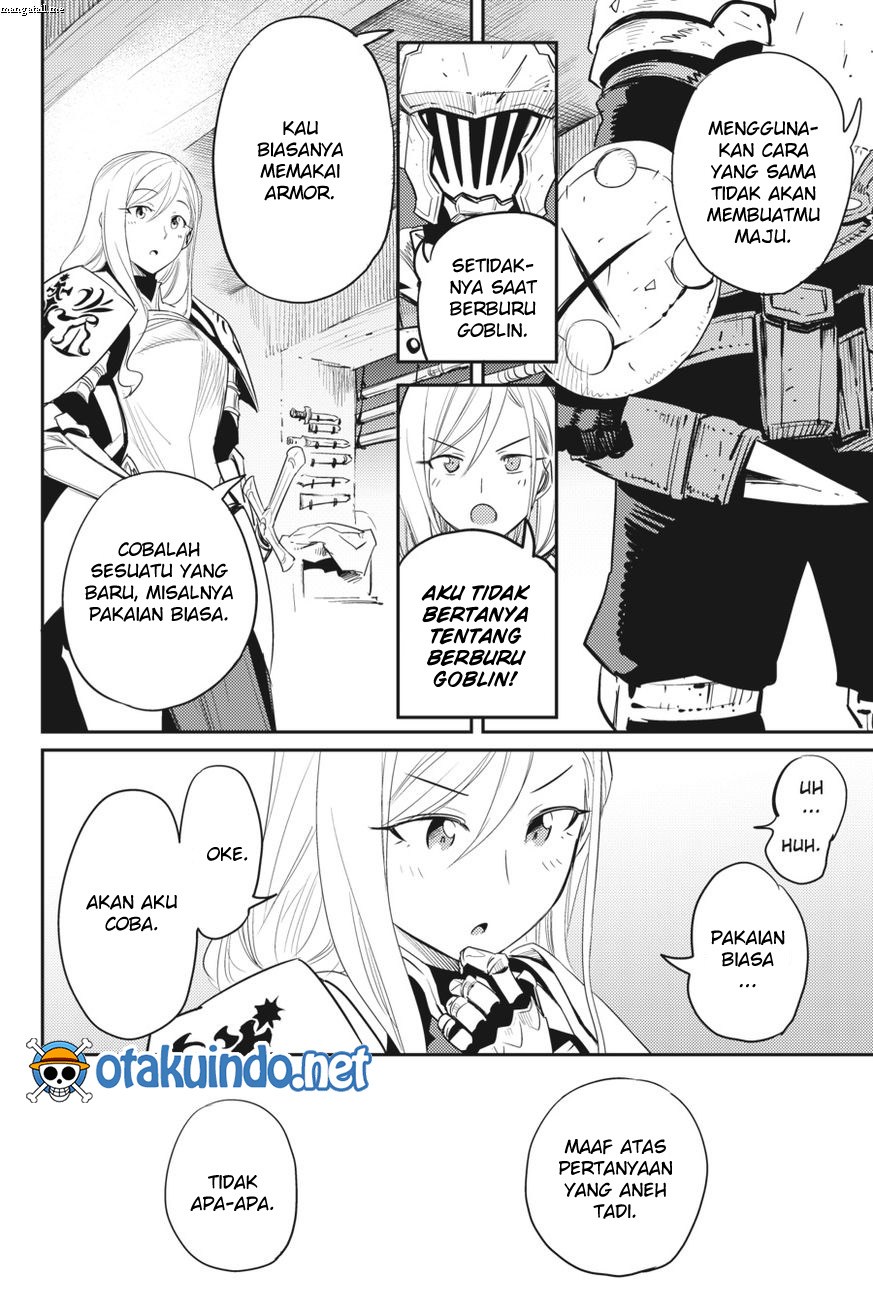 mangatail.me
MENGGUNA-
KAN CARA
YANG SAMA
TIDAK AKAN
MEMBUATMU
MAJU.
SETIDAK-
NYA SAAT
BERBURU
GOBLIN.
AKU TIDAK
BERTANYA
TENTANG
BERBURU
GOBLIN!
KAU
BIASANYA
MEMAKAI
ARMOR.
COBALAH
SESUATU YANG
BARU, MISALNYA
PAKAIAN BIASA.
UH
...
HUH.
PAKAIAN
BIASA
...
OKE.
AKAN AKU
COBA.
otakuindo.net
MAAF ATAS
PERTANYAAN
YANG ANEH
TADI.
TIDAK
APA-APA.